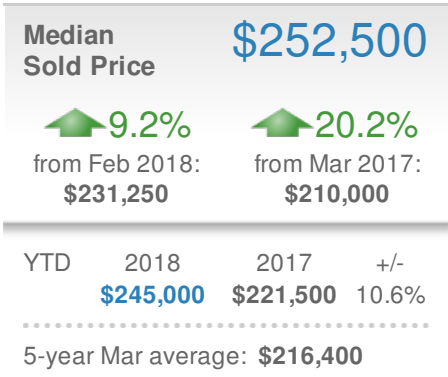 Median
Sold Price
$252,500
9.2%
from Feb 2018:
$231,250
20.2%
from Mar 2017:
$210,000
YTD 2018 2017 +/-
$245,000 $221,500 10.6%
5-year Mar average: $216,400